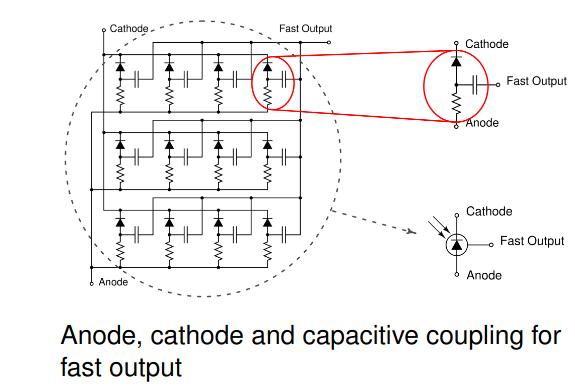 Cathode
Fast Output
Cathode
Fast Output
Anode
Cathode
Fast Output
Anode
Anode
Anode, cathode and capacitive coupling for
fast output